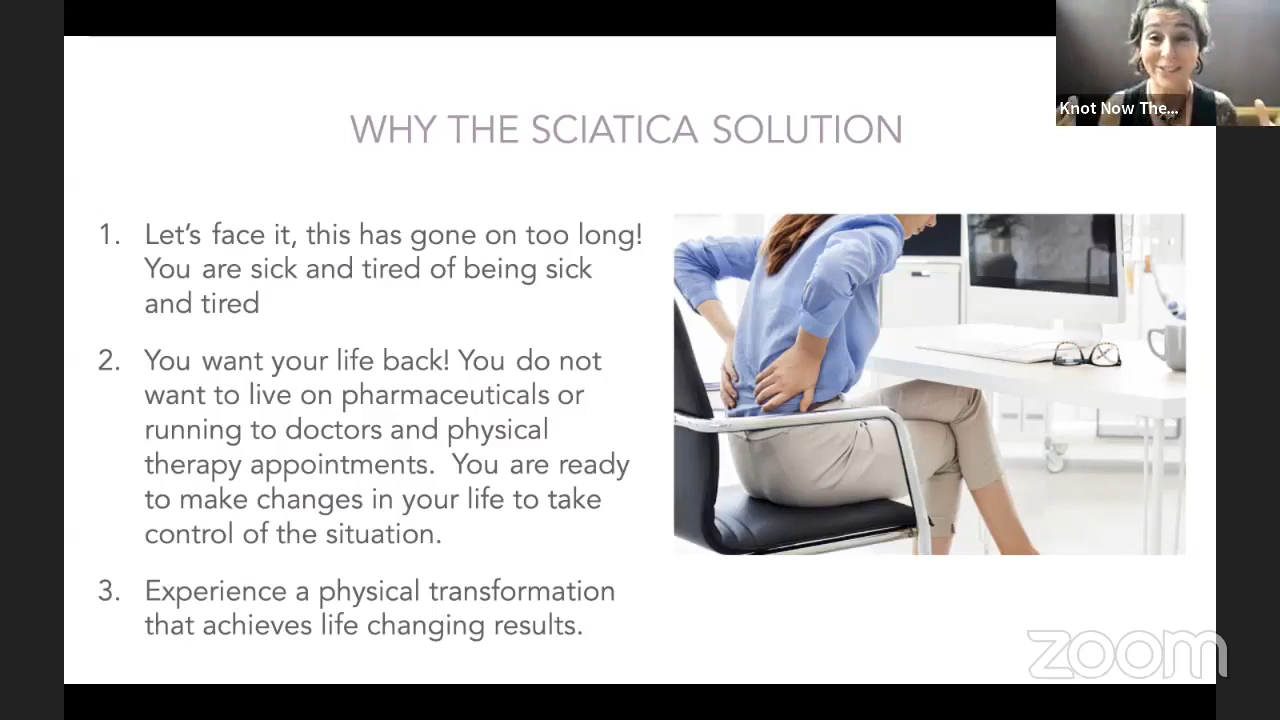 Knot Now The...
WHY THE SCIATICA SOLUTION
1. Let's face it, this has gone on too long!
You are sick and tired of being sick
and tired
2. You want your life back! You do not
want to live on pharmaceuticals or
running to doctors and physical
therapy appointments. You are ready
to make changes in your life to take
control of the situation.
3. Experience a physical transformation
that achieves life changing results.
zoom